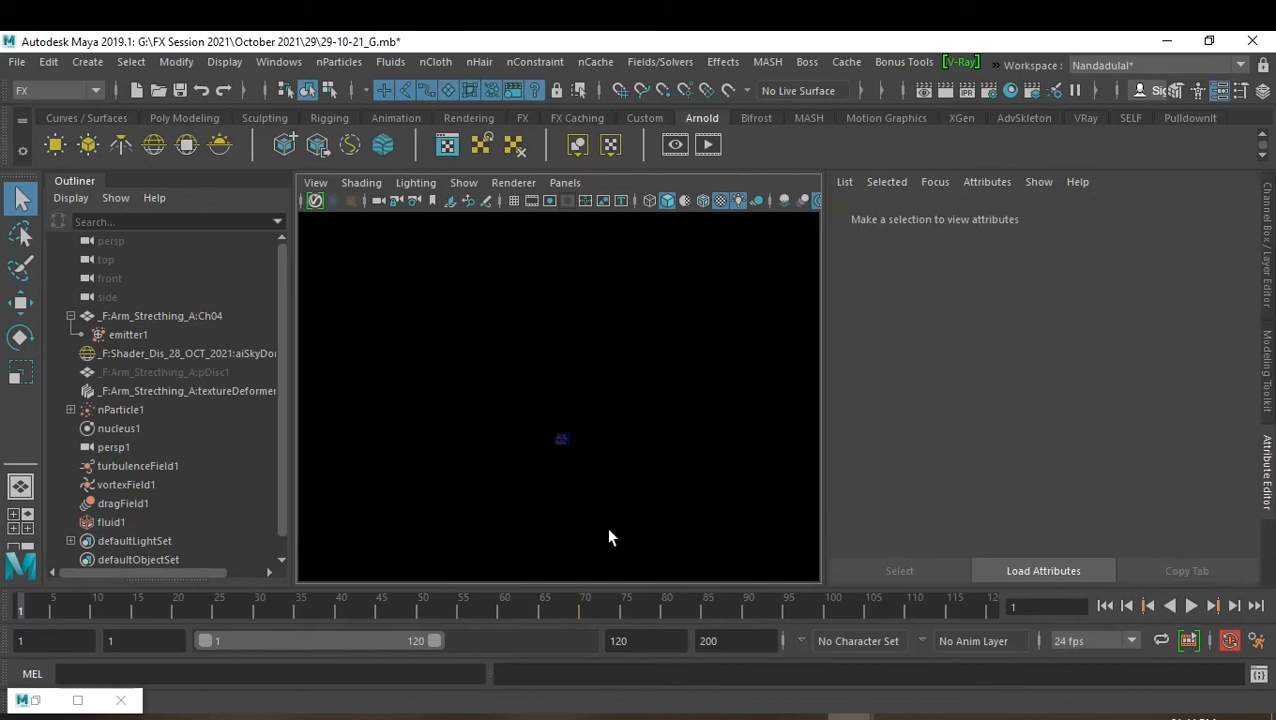 Autodesk Maya 2019.1: G:\FX Session 2021\October 2021\29\29-10-21_G.mb*
File Edit Create Select Modify Display Windows nParticles Fluids nCloth nHair nConstraint nCache Fields/Solvers Effects MASH Boss Cache Bonus Tools [V-Ray] » Workspace : Nandadulal*
FX No Live Surface
Curves / Surfaces Poly Modeling Sculpting Rigging Animation Rendering FX FX Caching Custom Arnold Bifrost MASH Motion Graphics XGen AdvSkeleton VRay SELF PulldownIt
Outliner
Display Show Help
Search...
persp
top
front
side
_F:Arm_Strecthing_A:Ch04
emitter1
_F:Shader_Dis_28_OCT_2021:aiSkyDo
_F:Arm_Strecthing_A:pDisc1
_F:Arm_Strecthing_A:textureDeformer
nParticle1
nucleus1
persp1
turbulenceField1
vortexField1
dragField1
fluid1
defaultLightSet
defaultObjectSet
View Shading Lighting Show Renderer Panels
List Selected Focus Attributes Show Help
Make a selection to view attributes
Select Load Attributes Copy Tab
Channel Box / Layer Editor
Modeling Toolkit
Attribute Editor
1 5 10 15 20 25 30 35 40 45 50 55 60 65 70 75 80 85 90 95 100 105 110 115 12 1
1 1 1 120 120 200 No Character Set No Anim Layer 24 fps
MEL